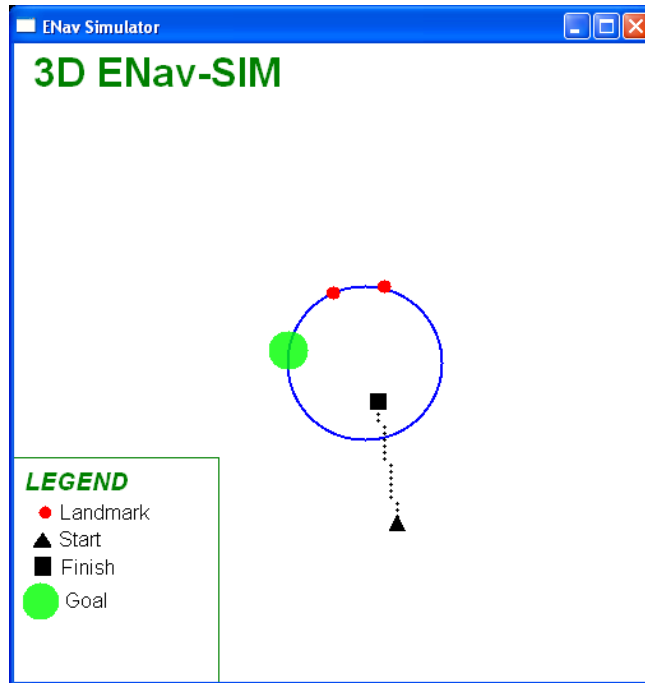 ENav Simulator
3D ENav-SIM
LEGEND
Landmark
Start
Finish
Goal